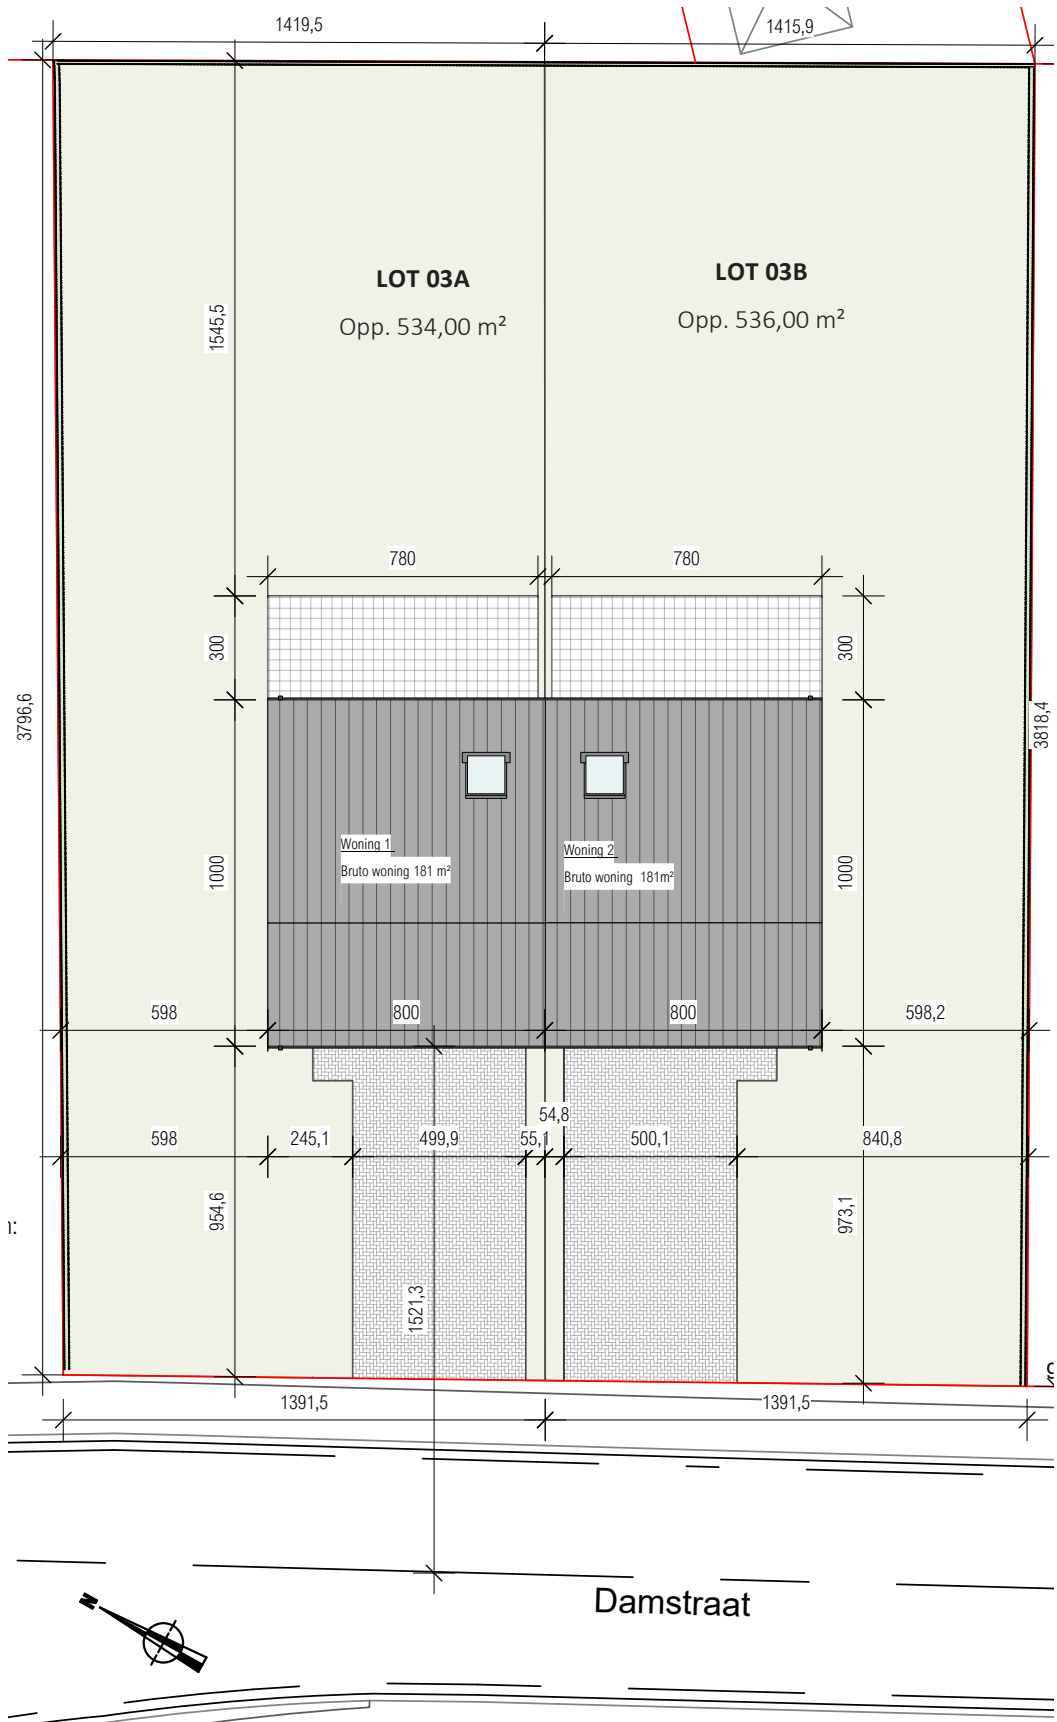 1419,5
1415,9
LOT 03A
LOT 03B
Opp. 534,00 m²
Opp. 536,00 m²
1545,5
780
780
300
300
3796,6
3818,4
Woning 1
Woning 2
Bruto woning 181 m²
Bruto woning 181m²
1000
1000
598
800
800
598,2
54,8
598
245,1
499,9
55,1
500,1
840,8
954,6
973,1
n:
1521,3
1391,5
1391,5
Damstraat
N